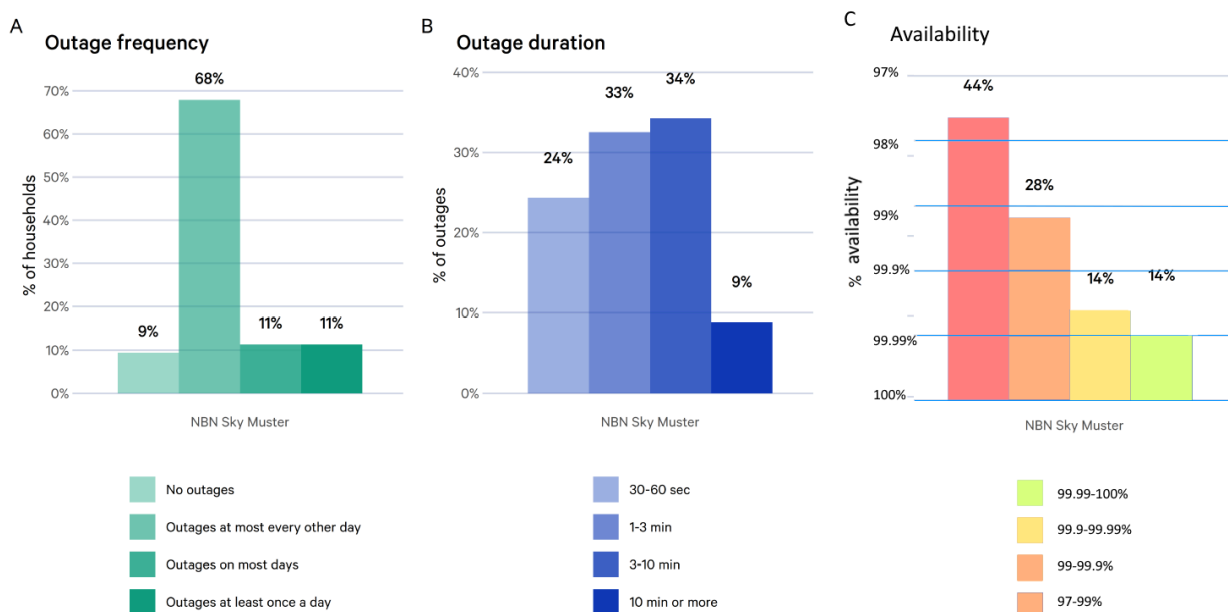 A
Outage frequency
% of households
70%
60%
50%
40%
30%
20%
10%
0%
9%
68%
11%
11%
NBN Sky Muster
No outages
Outages at most every other day
Outages on most days
Outages at least once a day
B
Outage duration
% of outages
40%
30%
20%
10%
0%
24%
33%
34%
9%
NBN Sky Muster
30-60 sec
1-3 min
3-10 min
10 min or more
C
Availability
% availability
97%
98%
99%
99.9%
99.99%
100%
44%
28%
14%
14%
NBN Sky Muster
99.99-100%
99.9-99.99%
99-99.9%
97-99%